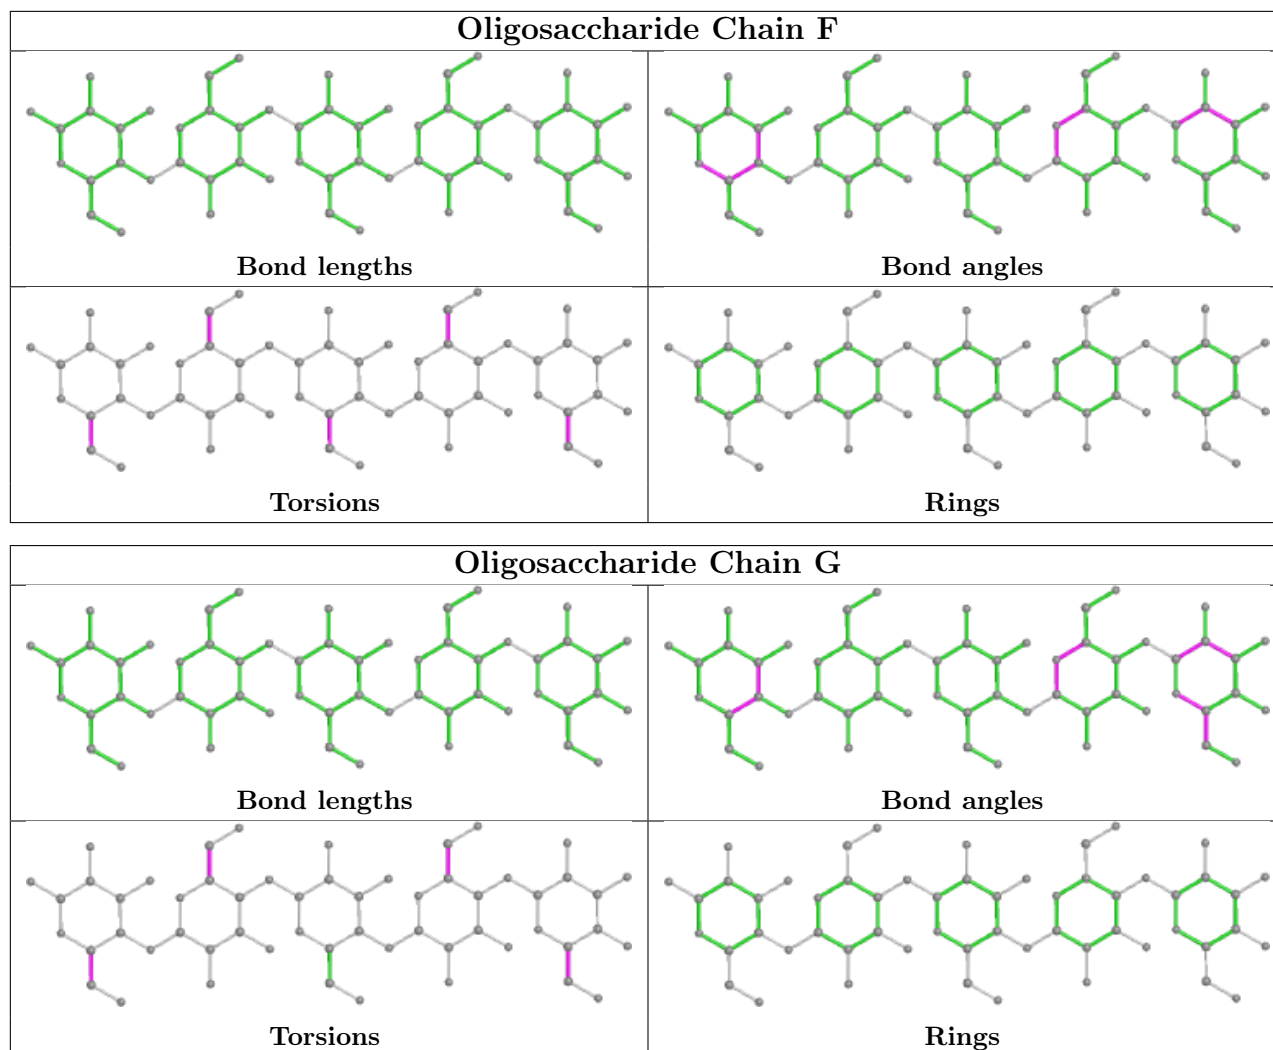 Oligosaccharide Chain F
Bond lengths
Bond angles
Torsions
Rings
Oligosaccharide Chain G
Bond lengths
Bond angles
Torsions
Rings